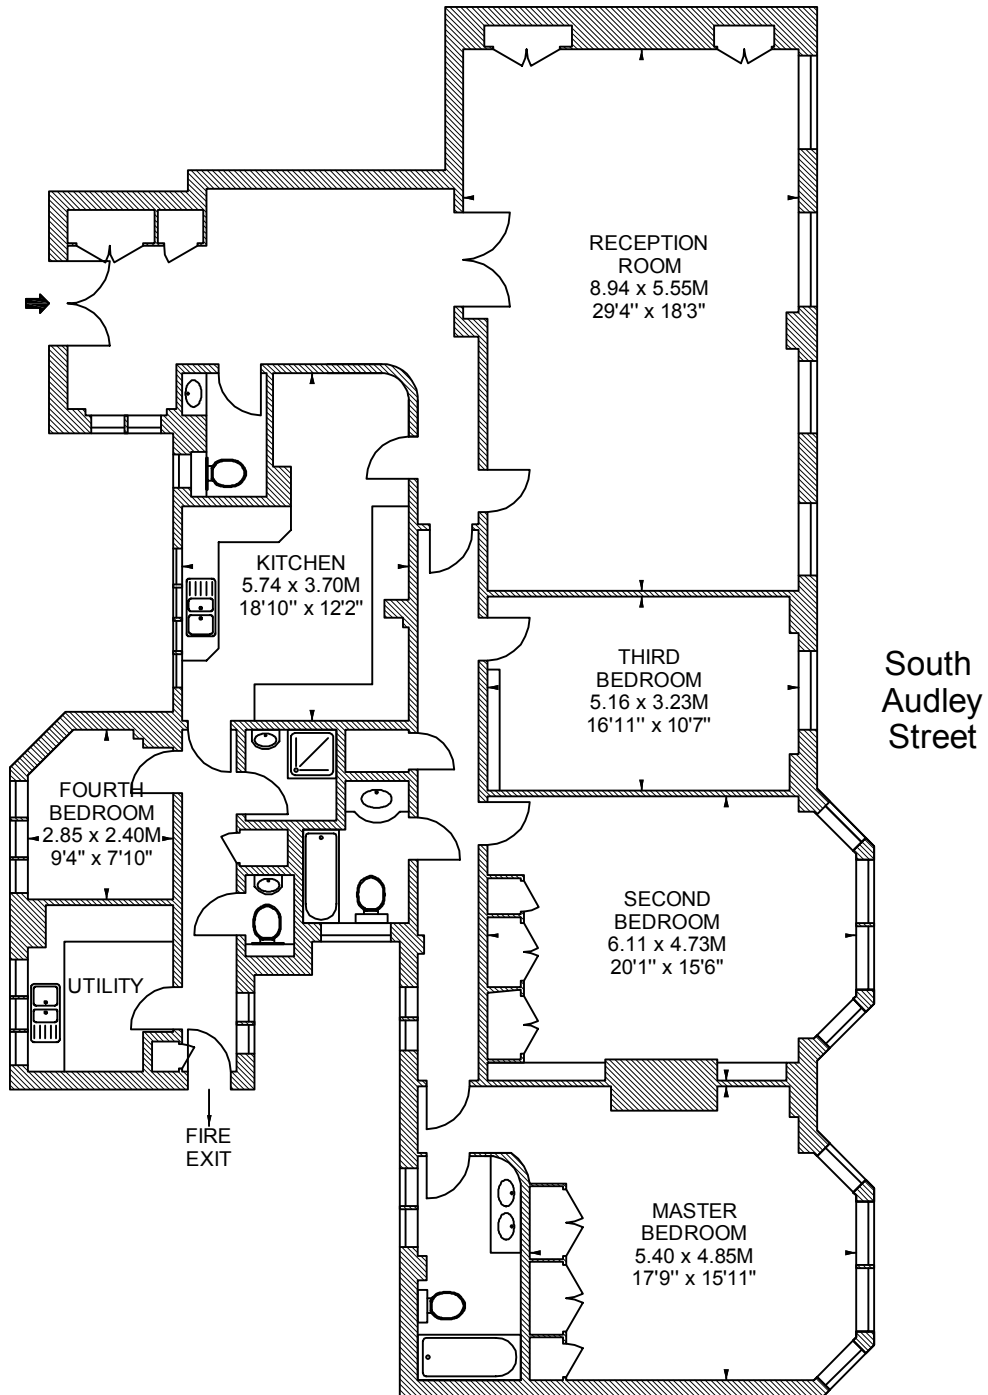 RECEPTION
ROOM
8.94 x 5.55M
29'4" x 18'3"
KITCHEN
5.74 x 3.70M
18'10" x 12'2"
THIRD
BEDROOM
5.16 x 3.23M
16'11" x 10'7"
South
Audley
Street
FOURTH
BEDROOM
2.85 x 2.40M
9'4" x 7'10"
SECOND
BEDROOM
6.11 x 4.73M
20'1" x 15'6"
UTILITY
FIRE
EXIT
MASTER
BEDROOM
5.40 x 4.85M
17'9" x 15'11"